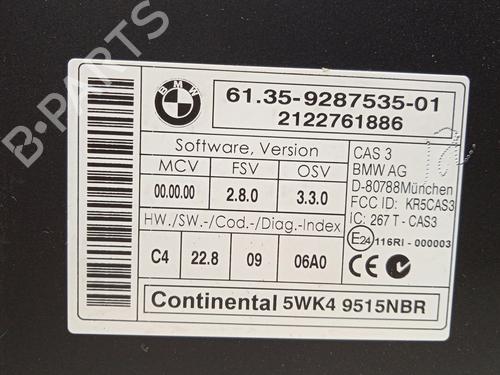 BMW
61.35-9287535-01
2122761886
Software, Version
MCV FSV OSV
00.00.00 2.8.0 3.3.0
HW./SW.-/Cod.-/Diag.-Index
C4 22.8 09 06A0
CAS 3
BMW AG
D-80788München
FCC ID: KR5CAS3
IC: 267 T - CAS3
E24 116RI - 000003
Continental 5WK4 9515NBR
B-PARTS